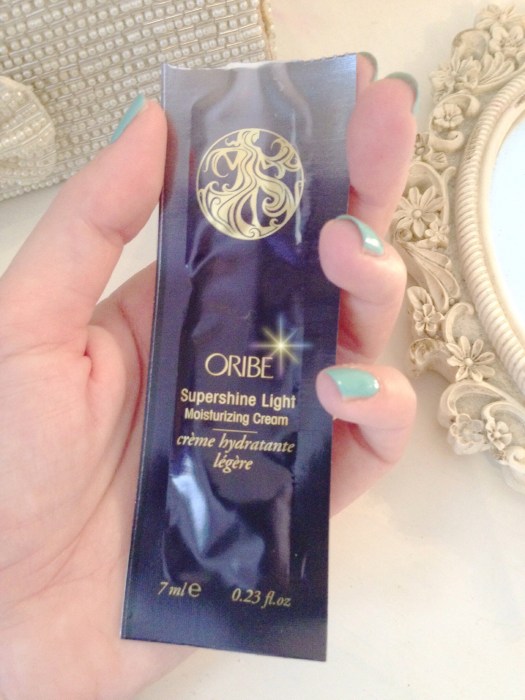 ORIBE
Supershine Light
Moisturizing Cream
crème hydratante
légère
7 ml e 0.23 fl.oz